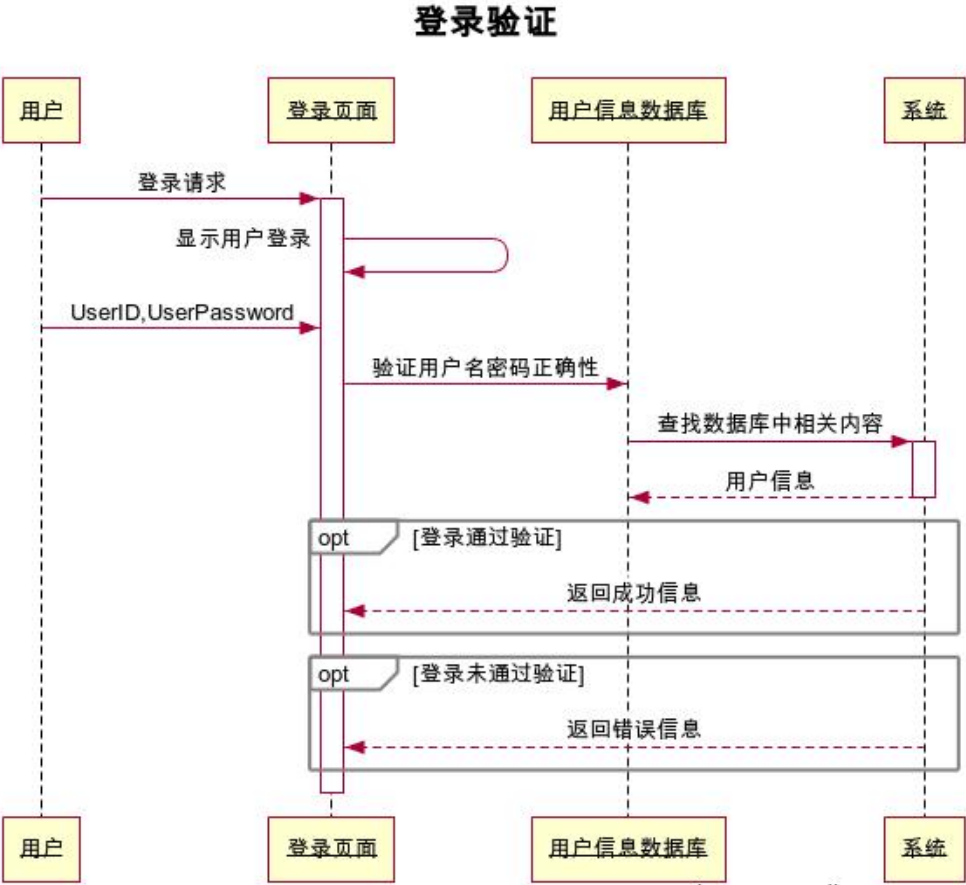 登录验证
用户 登录页面 用户信息数据库 系统
登录请求
显示用户登录
UserID,UserPassword
验证用户名密码正确性
查找数据库中相关内容
用户信息
opt [登录通过验证]
返回成功信息
opt [登录未通过验证]
返回错误信息
用户 登录页面 用户信息数据库 系统